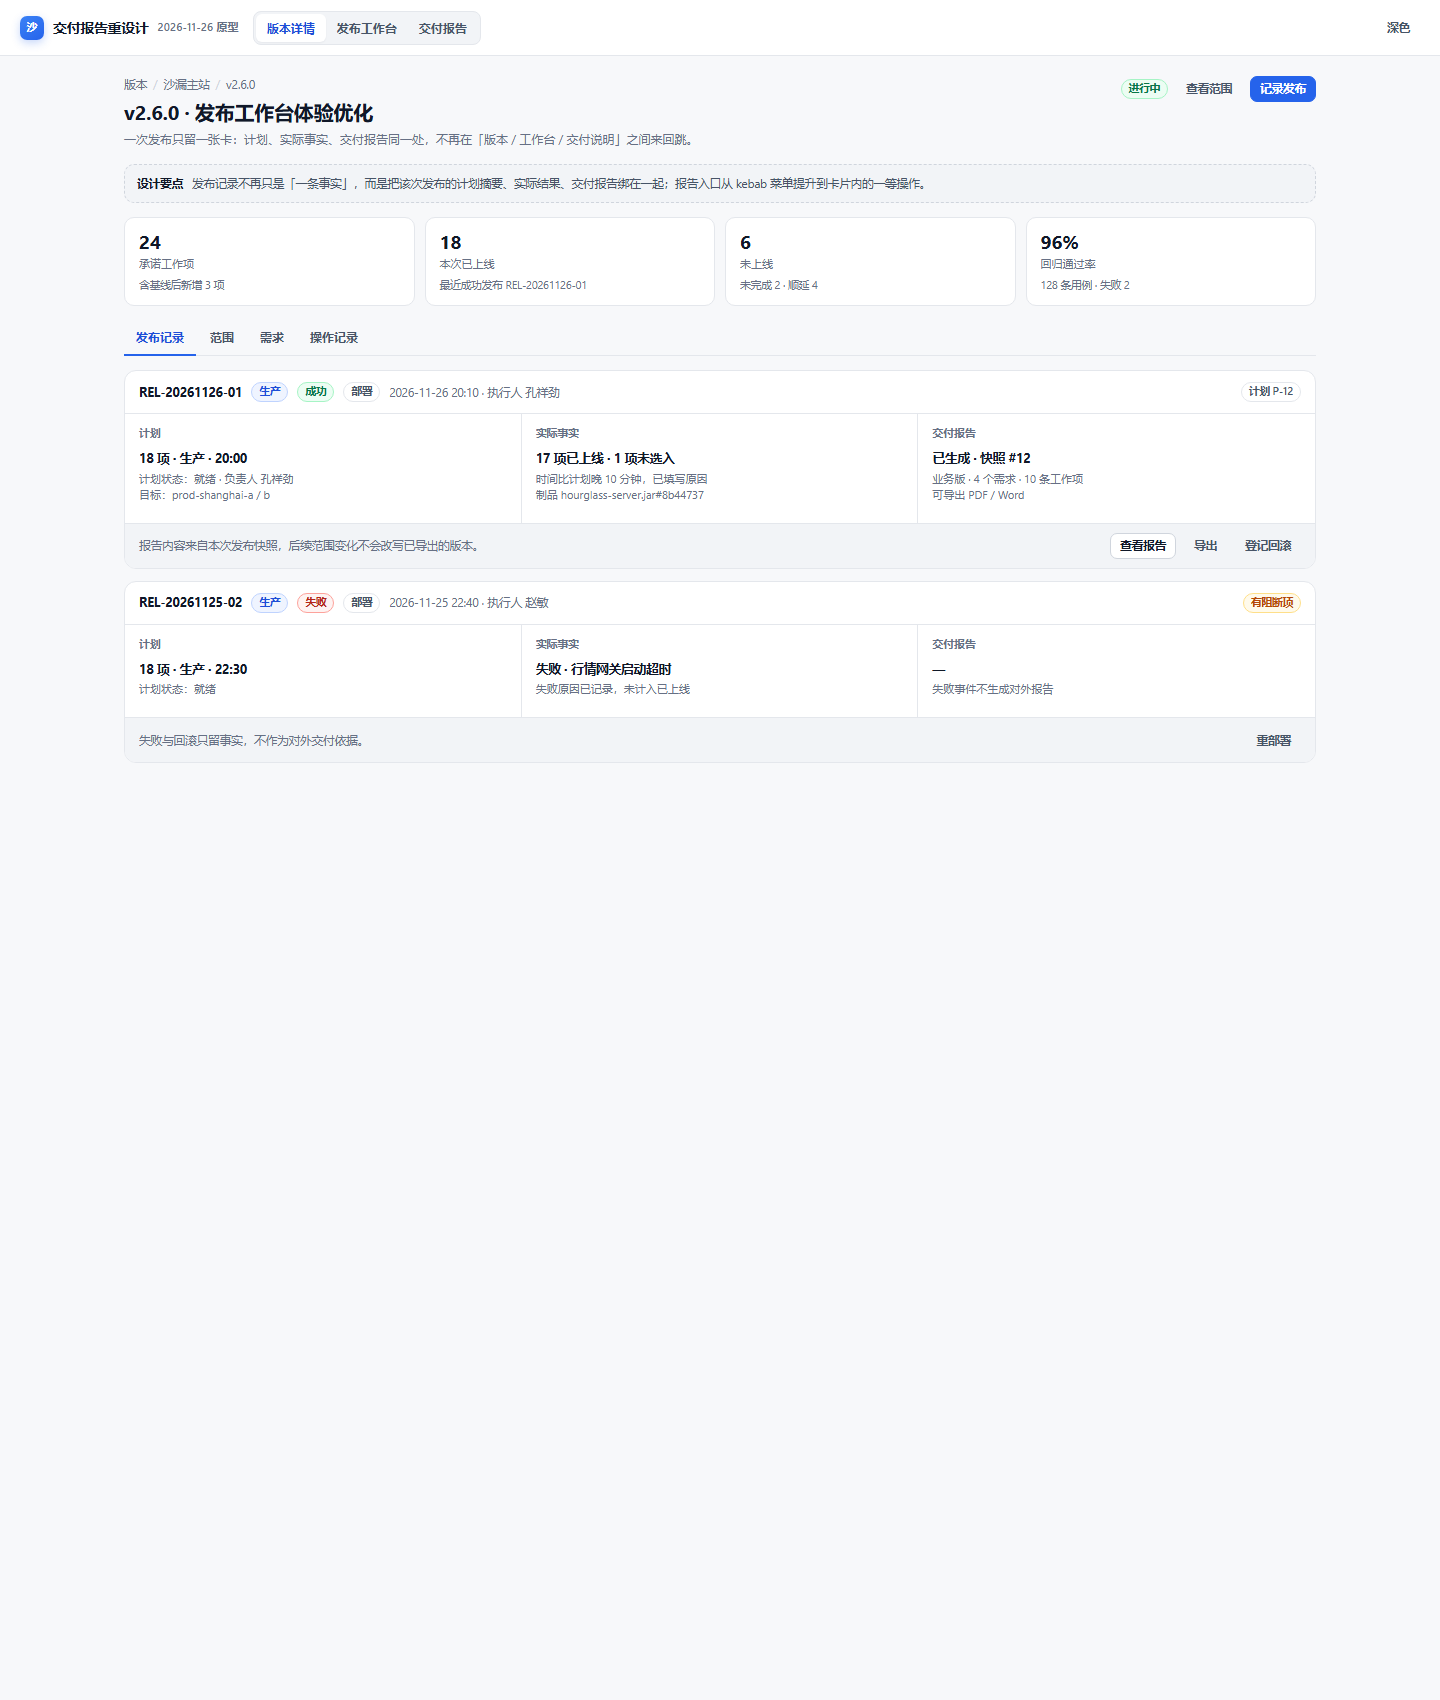 沙 交付报告重设计 2026-11-26 原型 版本详情 发布工作台 交付报告 深色
版本 / 沙漏主站 / v2.6.0
进行中 查看范围 记录发布
v2.6.0 · 发布工作台体验优化
一次发布只留一张卡：计划、实际事实、交付报告同一处，不再在「版本 / 工作台 / 交付说明」之间来回跳。
设计要点 发布记录不再只是「一条事实」，而是把该次发布的计划摘要、实际结果、交付报告绑在一起；报告入口从 kebab 菜单提升到卡片内的一等操作。
24
承诺工作项
含基线后新增 3 项
18
本次已上线
最近成功发布 REL-20261126-01
6
未上线
未完成 2 · 顺延 4
96%
回归通过率
128 条用例 · 失败 2
发布记录 范围 需求 操作记录
REL-20261126-01 生产 成功 部署 2026-11-26 20:10 · 执行人 孔祥劲 计划 P-12
计划
18 项 · 生产 · 20:00
计划状态：就绪 · 负责人 孔祥劲
目标：prod-shanghai-a / b
实际事实
17 项已上线 · 1 项未选入
时间比计划晚 10 分钟，已填写原因
制品 hourglass-server.jar#8b44737
交付报告
已生成 · 快照 #12
业务版 · 4 个需求 · 10 条工作项
可导出 PDF / Word
报告内容来自本次发布快照，后续范围变化不会改写已导出的版本。 查看报告 导出 登记回滚
REL-20261125-02 生产 失败 部署 2026-11-25 22:40 · 执行人 赵敏 有阻断项
计划
18 项 · 生产 · 22:30
计划状态：就绪
实际事实
失败 · 行情网关启动超时
失败原因已记录，未计入已上线
交付报告
—
失败事件不生成对外报告
失败与回滚只留事实，不作为对外交付依据。 重部署